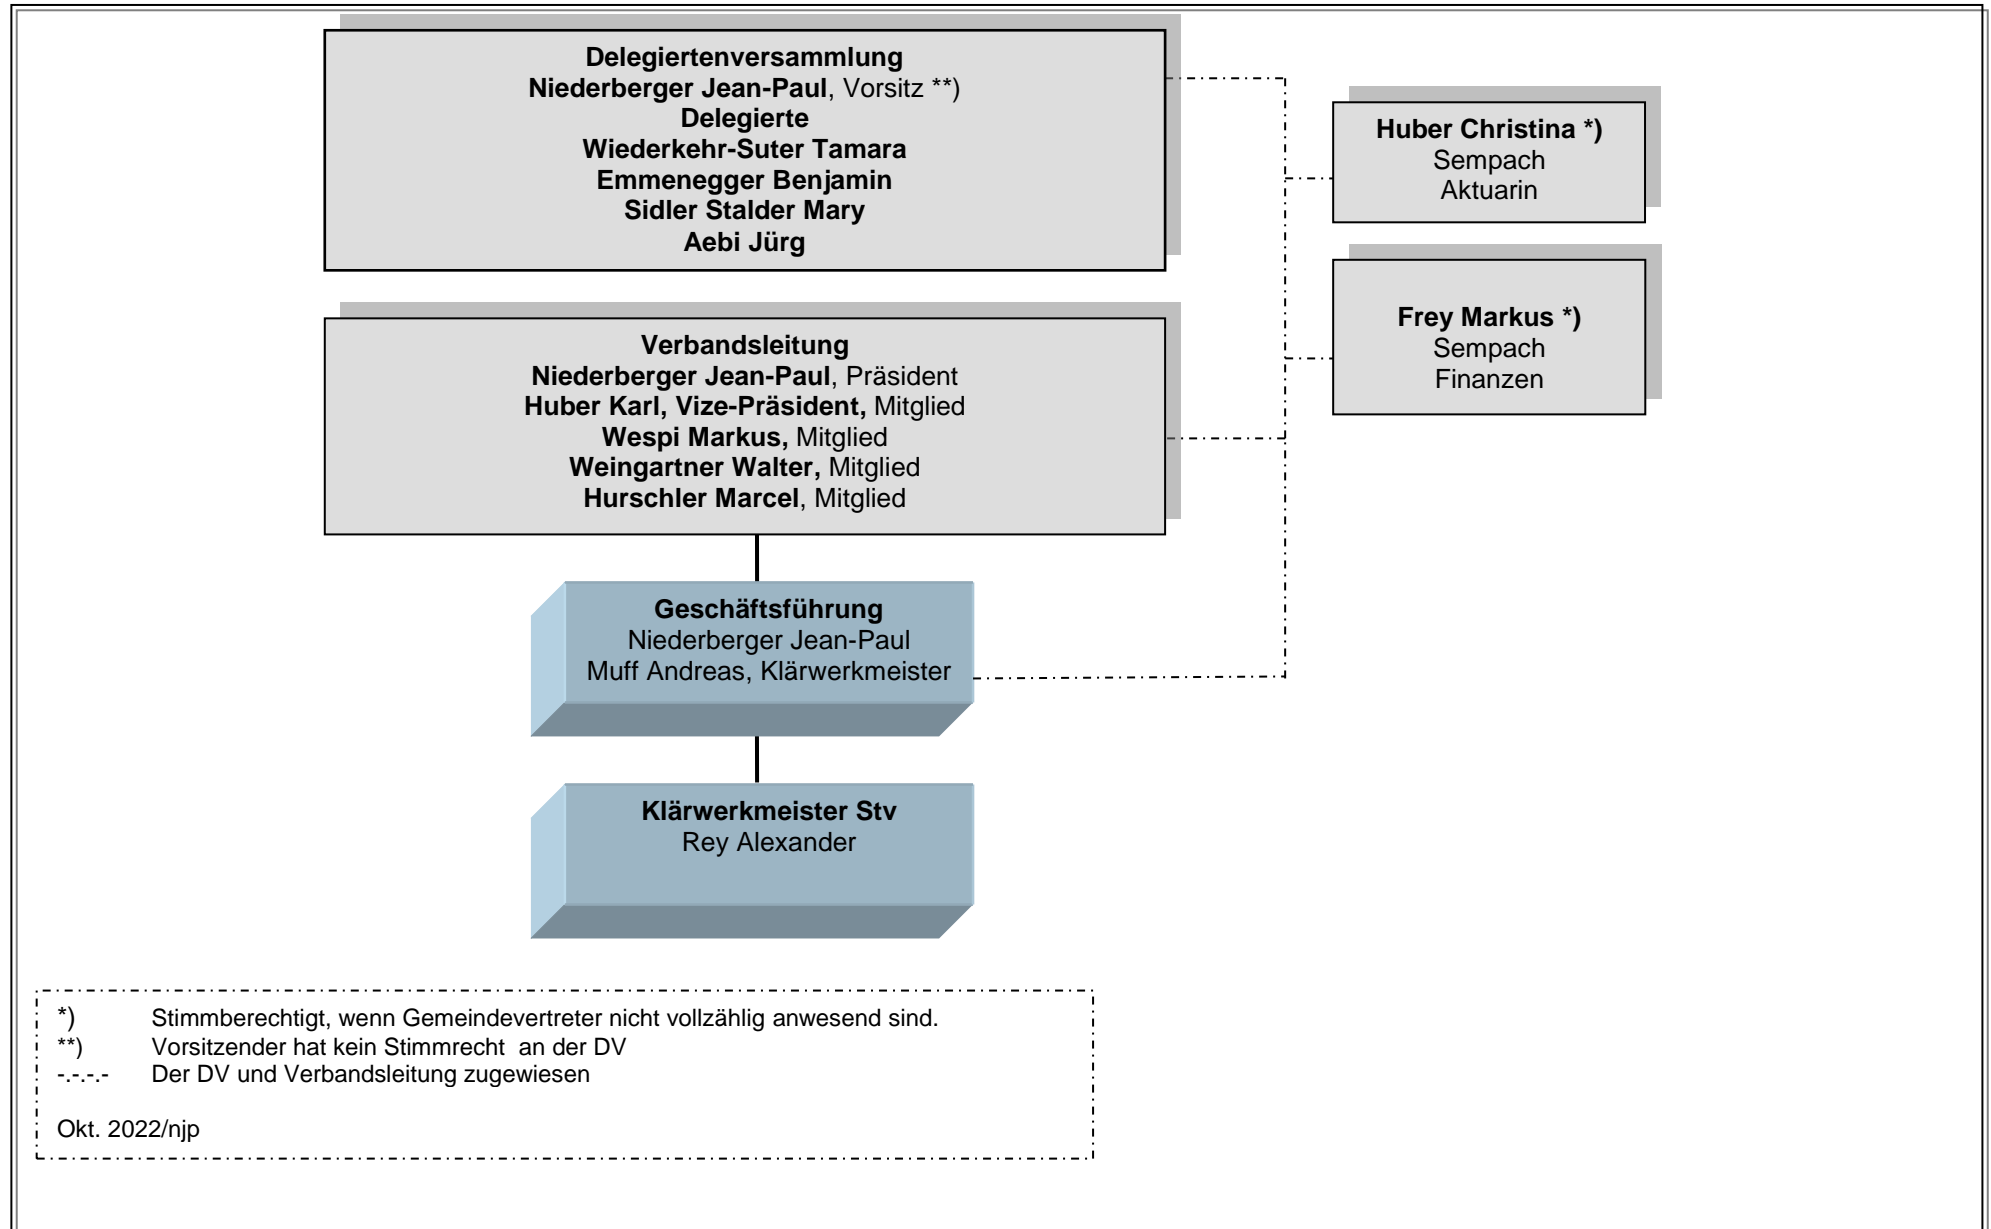 Delegiertenversammlung
Niederberger Jean-Paul, Vorsitz **)
Delegierte
Wiederkehr-Suter Tamara
Emmenegger Benjamin
Sidler Stalder Mary
Aebi Jürg
Huber Christina *)
Sempach
Aktuarin
Frey Markus *)
Sempach
Finanzen
Verbandsleitung
Niederberger Jean-Paul, Präsident
Huber Karl, Vize-Präsident, Mitglied
Wespi Markus, Mitglied
Weingartner Walter, Mitglied
Hurschler Marcel, Mitglied
Geschäftsführung
Niederberger Jean-Paul
Muff Andreas, Klärwerkmeister
Klärwerkmeister Stv
Rey Alexander
*) Stimmberechtigt, wenn Gemeindevertreter nicht vollzählig anwesend sind.
**) Vorsitzender hat kein Stimmrecht an der DV
-.-.-.- Der DV und Verbandsleitung zugewiesen
Okt. 2022/njp